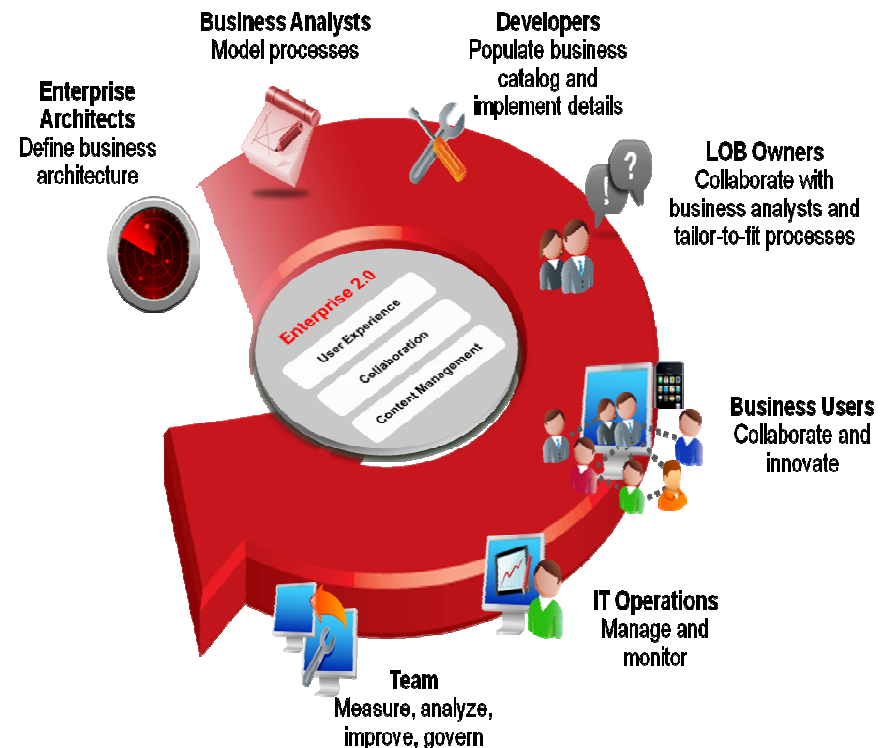 Business Analysts
Model processes
Developers
Populate business
catalog and
implement details
Enterprise
Architects
Define business
architecture
LOB Owners
Collaborate with
business analysts and
tailor-to-fit processes
?
!
Enterprise 2.0
User Experience
Collaboration
Content Management
Business Users
Collaborate and
innovate
IT Operations
Manage and
monitor
Team
Measure, analyze,
improve, govern